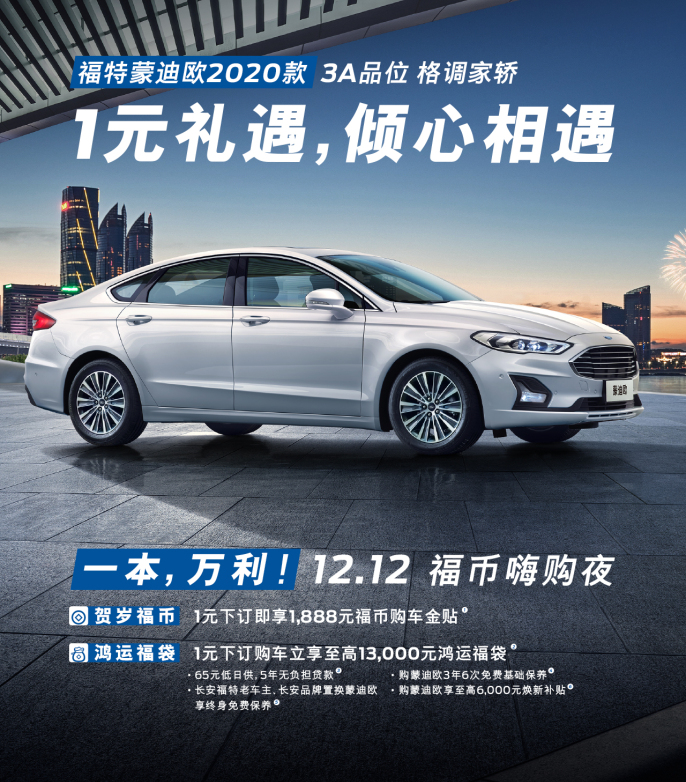 福特蒙迪欧2020款 3A品位 格调家轿
1元礼遇,倾心相遇
蒙迪欧
一本,万利! 12.12 福币嗨购夜
贺岁福币 1元下订即享1,888元福币购车金贴
鸿运福袋 1元下订购车立享至高13,000元鸿运福袋
·65元低日供,5年无负担贷款 ·购蒙迪欧3年6次免费基础保养
·长安福特老车主、长安品牌置换蒙迪欧 ·购蒙迪欧享至高6,000元焕新补贴
享终身免费保养